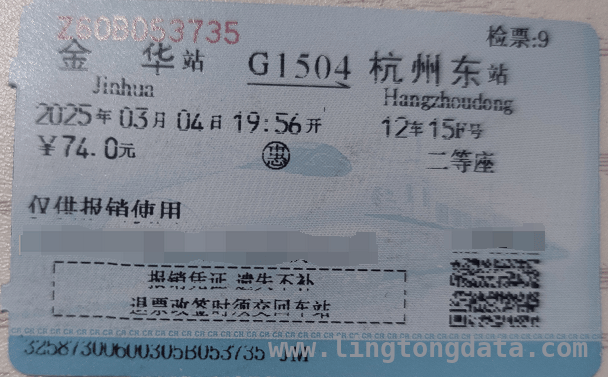 Z60B053735
检票:9
金华站 G1504 杭州东站
Jinhua Hangzhoudong
2025年03月04日19:56开 12车15F号
￥74.0元 惠 二等座
仅供报销使用
报销凭证 遗失不补
退票改签时须交回车站
32587300600305B053735 JM
www.lingtongdata.com